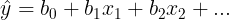 ŷ = b₀ + b₁x₁ + b₂x₂ + ...